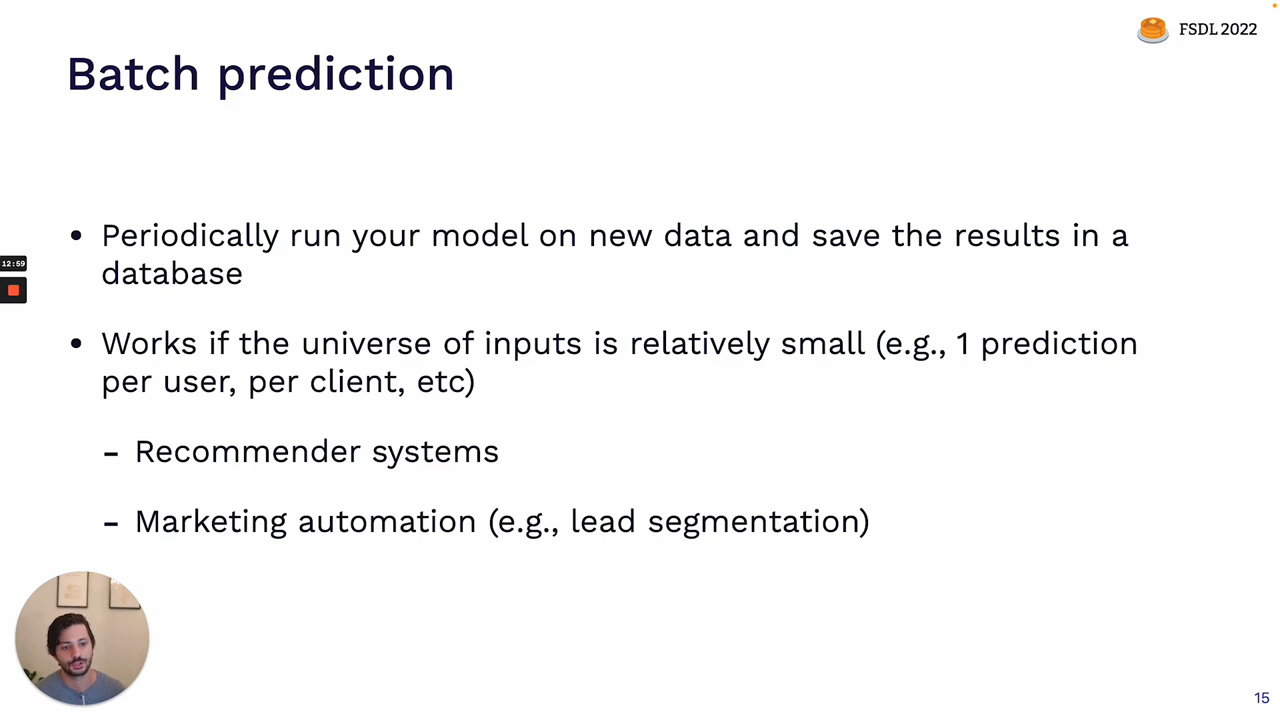 FSDL 2022
Batch prediction
• Periodically run your model on new data and save the results in a
database
12:59
• Works if the universe of inputs is relatively small (e.g., 1 prediction
per user, per client, etc)
– Recommender systems
– Marketing automation (e.g., lead segmentation)
15